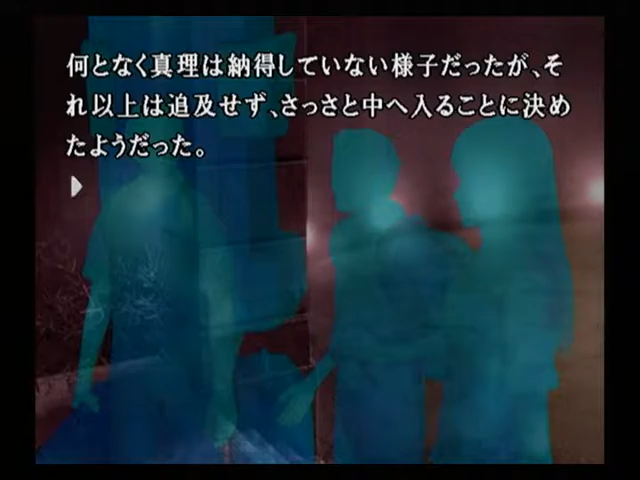 何となく真理は納得していない様子だったが、そ
れ以上は追及せず、さっさと中へ入ることに決め
たようだった。